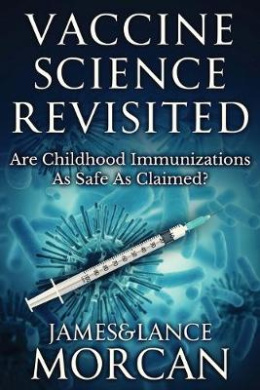 VACCINE
SCIENCE
REVISITED
Are Childhood Immunizations
As Safe As Claimed?
JAMES&LANCE
MORCAN